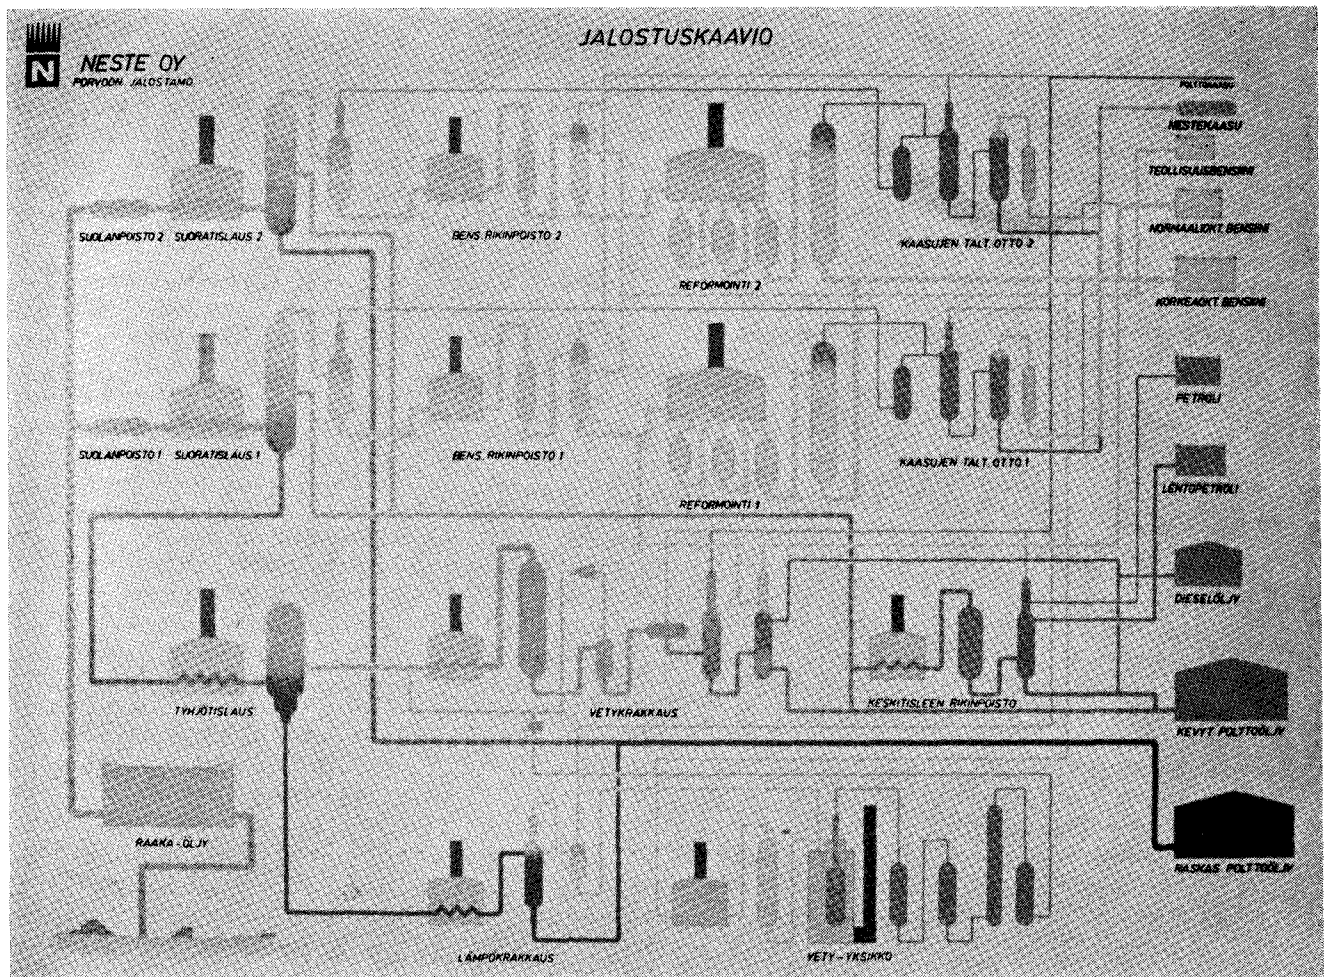 JALOSTUSKAAVIO
N
NESTE OY
PORVOON JALOSTAMO
POLTTOKAASU
NESTEKAASU
TEOLLISUUSBENSIINI
NORMAALIOKT. BENSIINI
KORKEAOKT. BENSIINI
SUOLANPOISTO 2 SUORATISLAUS 2
BENS. RIKINPOISTO 2
REFORMOINTI 2
KAASUJEN TALT. OTTO 2
PETROLI
LENTOPETROLI
SUOLANPOISTO 1 SUORATISLAUS 1
BENS. RIKINPOISTO 1
REFORMOINTI 1
KAASUJEN TALT. OTTO 1
DIESELÖLJY
TYHJÖTISLAUS
VETYKRAKKAUS
KESKITISLEEN RIKINPOISTO
KEVYT POLTTOÖLJY
RAAKA-ÖLJY
RASKAS POLTTOÖLJY
LÄMPÖKRAKKAUS
VETY-YKSIKKÖ